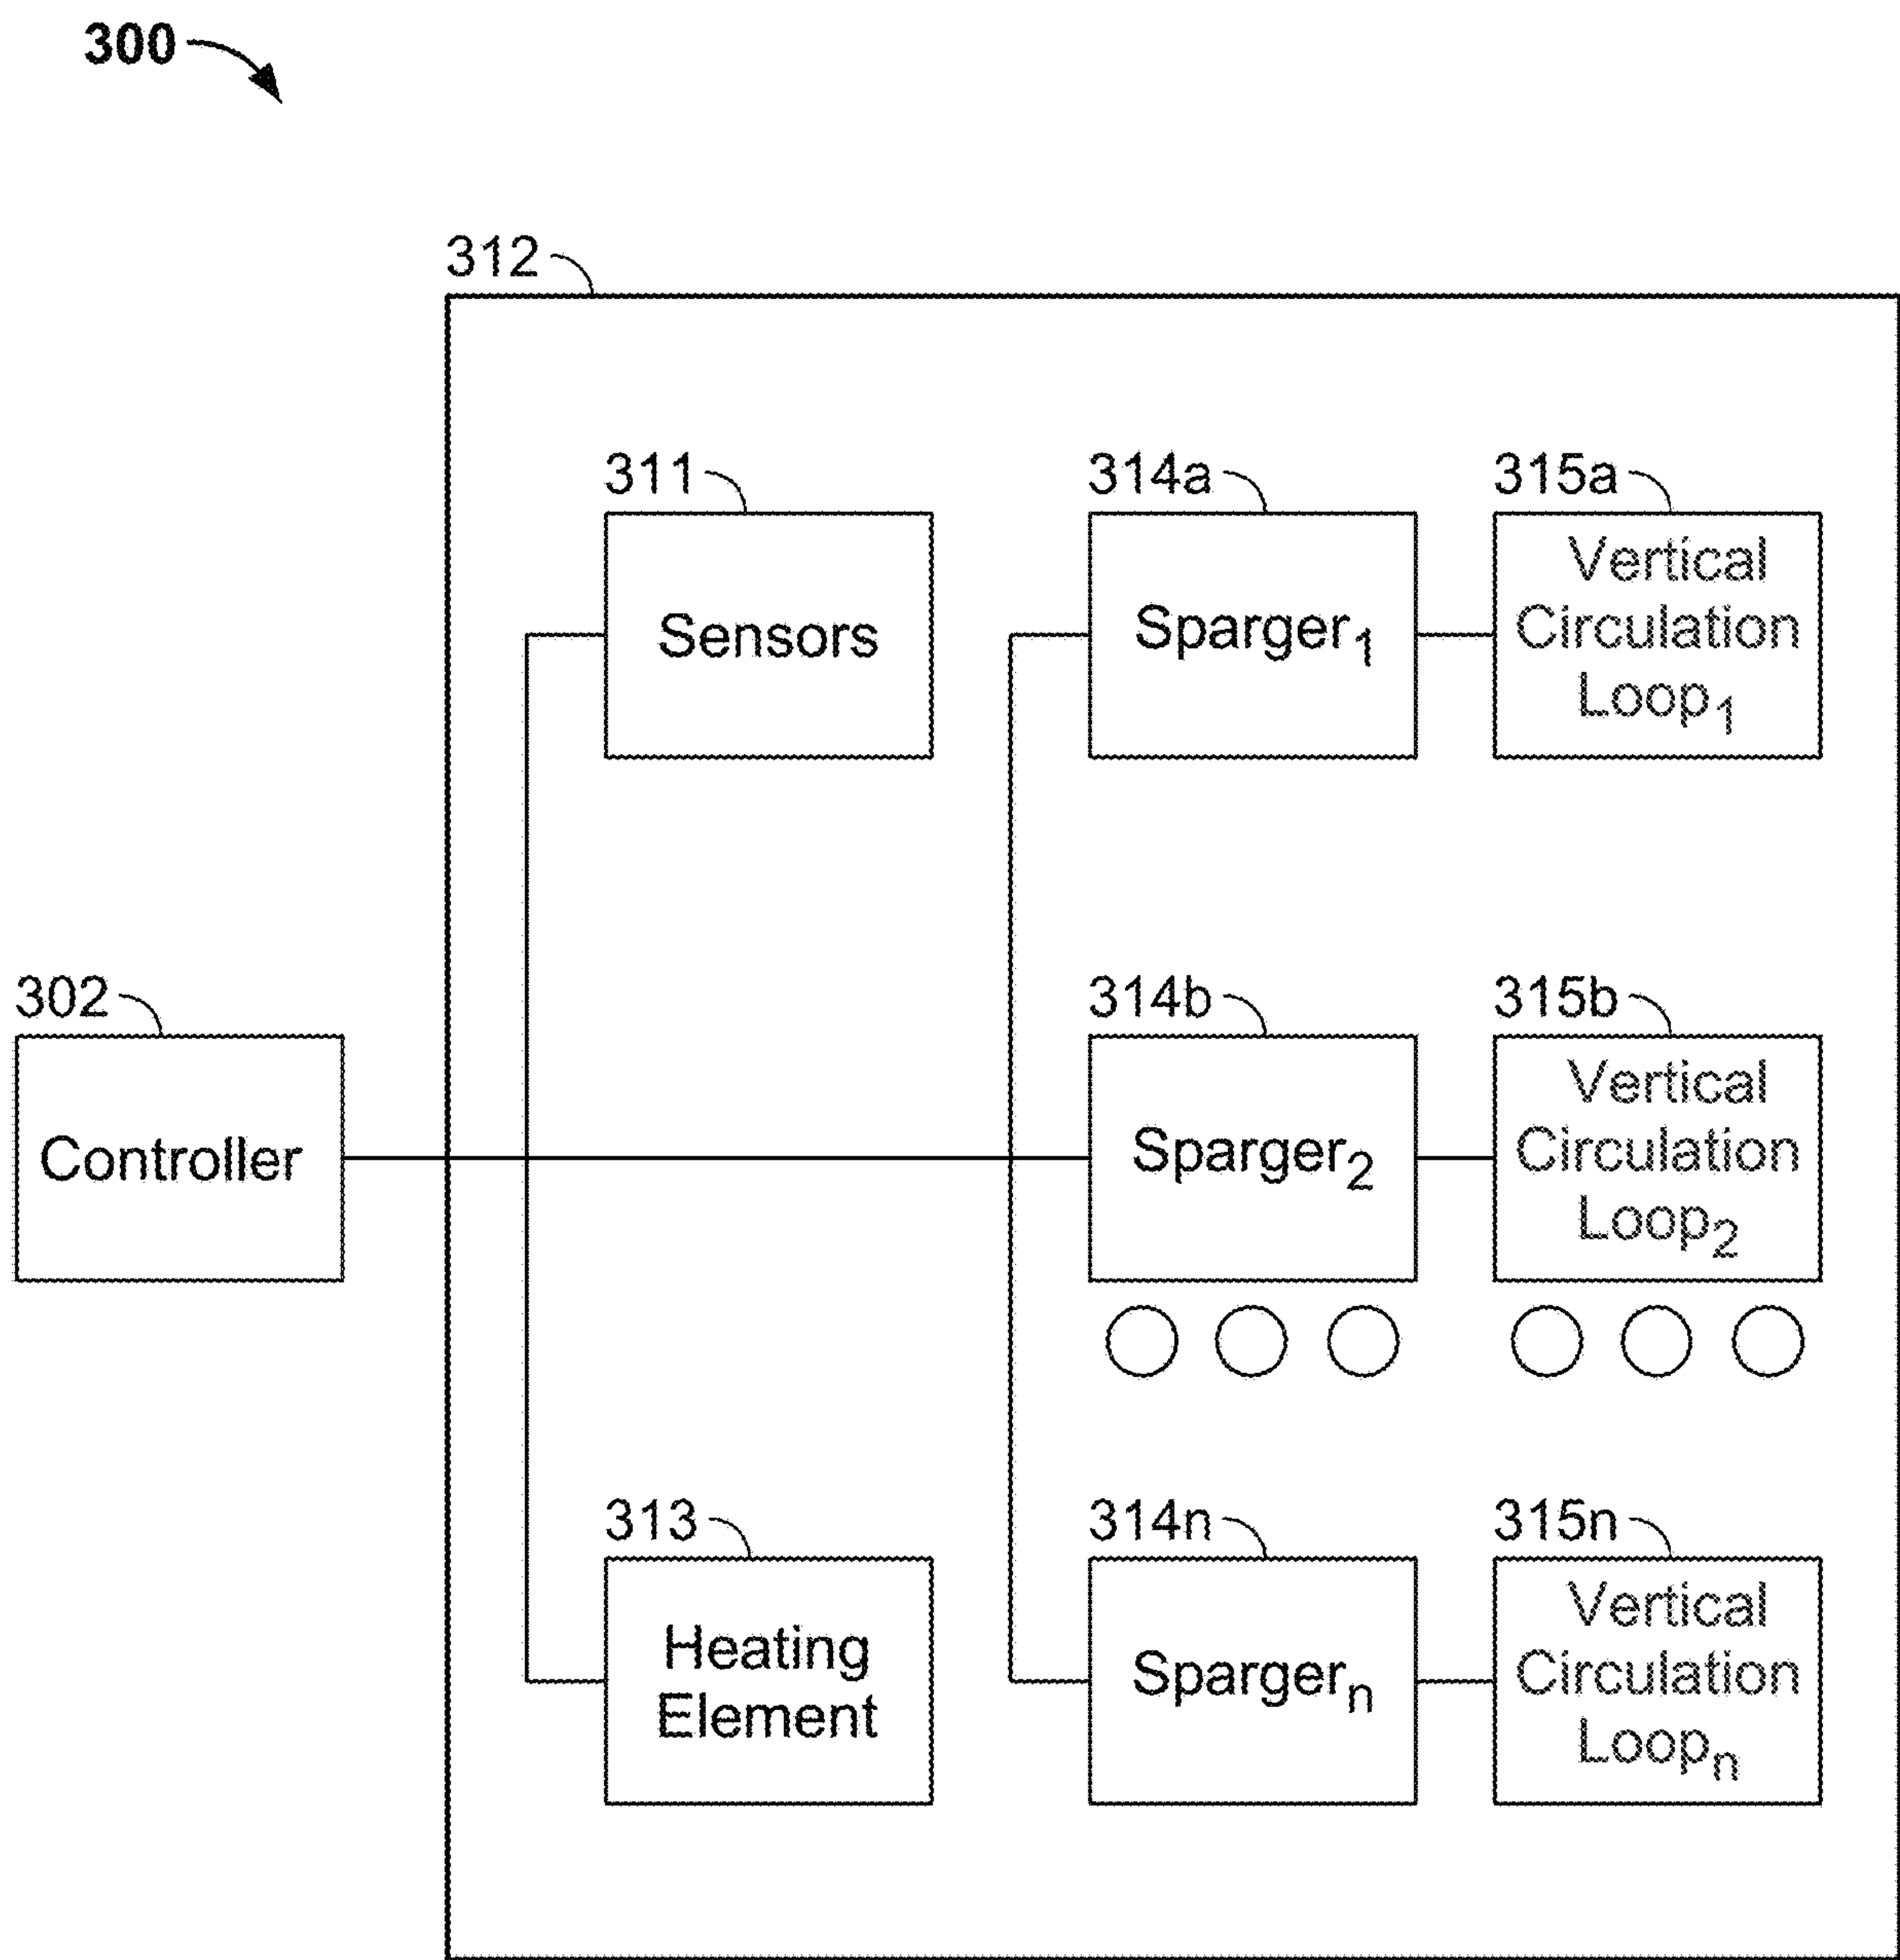 300
312
311
314a
315a
Sensors
Sparger₁
Vertical
Circulation
Loop₁
302
314b
315b
Controller
Sparger₂
Vertical
Circulation
Loop₂
313
314n
315n
Heating
Element
Spargerₙ
Vertical
Circulation
Loopₙ